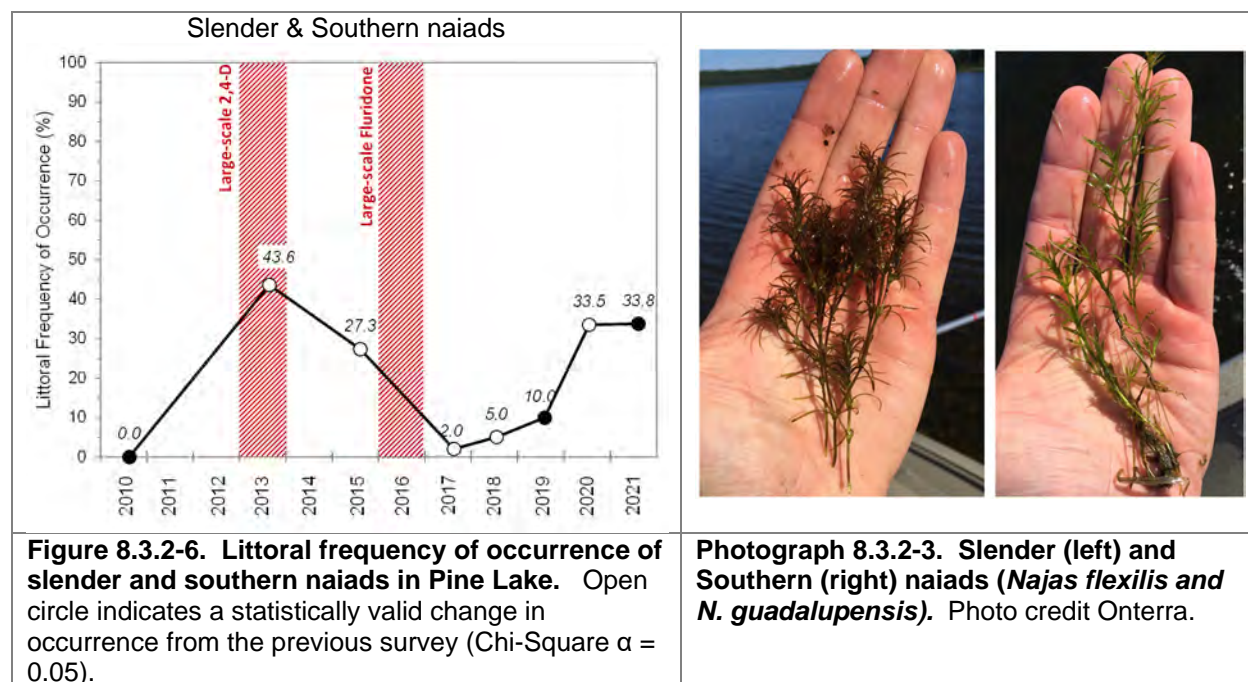 Slender & Southern naiads
Littoral Frequency of Occurrence (%)
100
90
80
70
60
50
40
30
20
10
0
Large-scale 2,4-D
Large-scale Fluridone
0.0
43.6
27.3
2.0
5.0
10.0
33.5
33.8
2010
2011
2012
2013
2014
2015
2016
2017
2018
2019
2020
2021
Figure 8.3.2-6. Littoral frequency of occurrence of
slender and southern naiads in Pine Lake. Open
circle indicates a statistically valid change in
occurrence from the previous survey (Chi-Square α =
0.05).
Photograph 8.3.2-3. Slender (left) and
Southern (right) naiads (Najas flexilis and
N. guadalupensis). Photo credit Onterra.